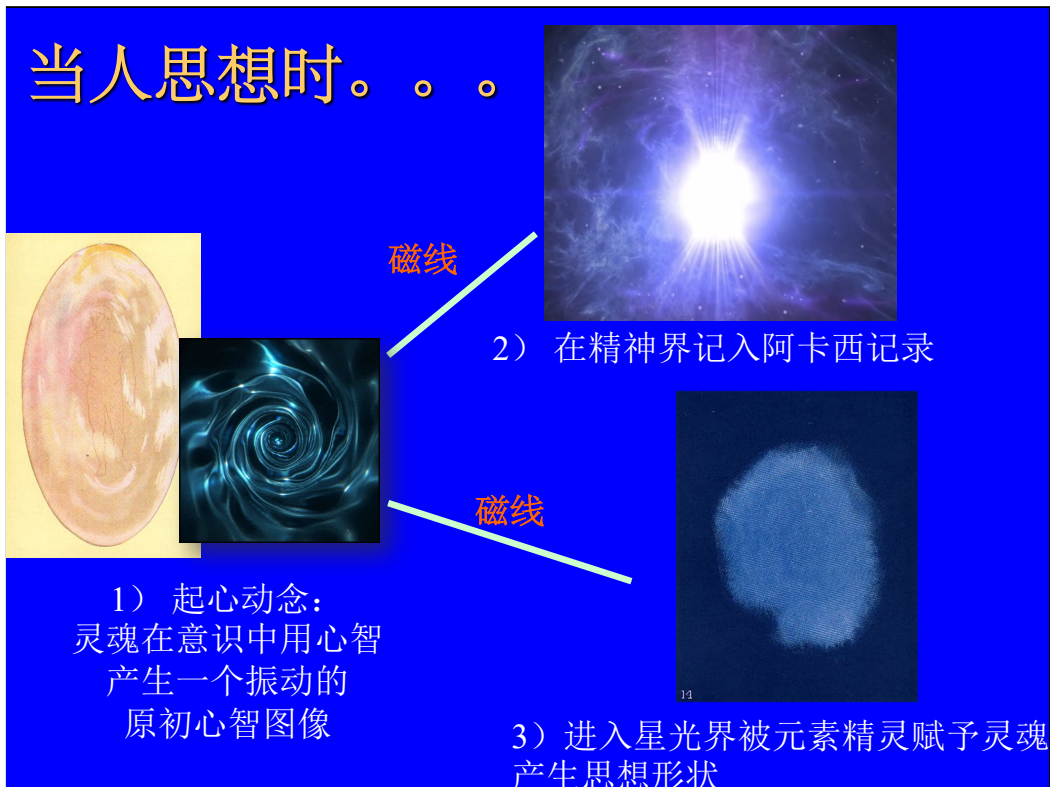 当人思想时。。。
磁线
2） 在精神界记入阿卡西记录
磁线
1） 起心动念：
灵魂在意识中用心智
产生一个振动的
原初心智图像
14
3）进入星光界被元素精灵赋予灵魂
产生思想形状